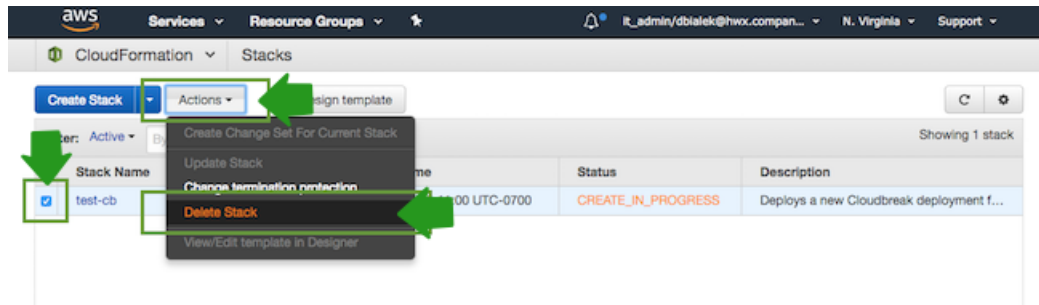 aws Services Resource Groups it_admin/dbialek@hwx.compan... N. Virginia Support
CloudFormation Stacks
Create Stack Actions esign template
Active Showing 1 stack
Create Change Set For Current Stack
Update Stack
Stack Name Status Description
Change termination protection
test-cb :00 UTC-0700 CREATE_IN_PROGRESS Deploys a new Cloudbreak deployment f...
Delete Stack
View/Edit template in Designer